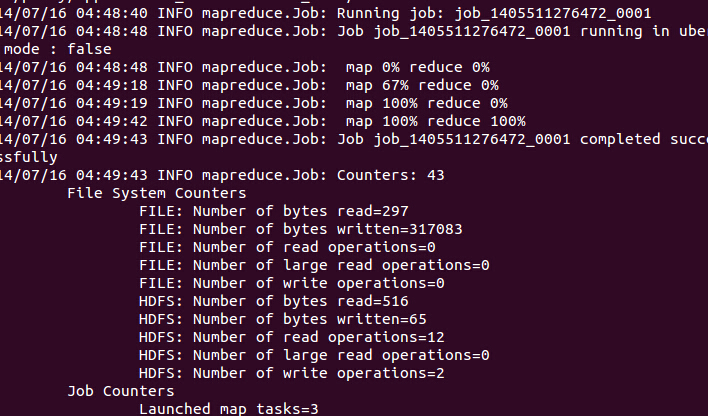 14/07/16 04:48:40 INFO mapreduce.Job: Running job: job_1405511276472_0001
14/07/16 04:48:48 INFO mapreduce.Job: Job job_1405511276472_0001 running in uber
mode : false
14/07/16 04:48:48 INFO mapreduce.Job:  map 0% reduce 0%
14/07/16 04:49:18 INFO mapreduce.Job:  map 67% reduce 0%
14/07/16 04:49:19 INFO mapreduce.Job:  map 100% reduce 0%
14/07/16 04:49:42 INFO mapreduce.Job:  map 100% reduce 100%
14/07/16 04:49:43 INFO mapreduce.Job: Job job_1405511276472_0001 completed succe
ssfully
14/07/16 04:49:43 INFO mapreduce.Job: Counters: 43
File System Counters
FILE: Number of bytes read=297
FILE: Number of bytes written=317083
FILE: Number of read operations=0
FILE: Number of large read operations=0
FILE: Number of write operations=0
HDFS: Number of bytes read=516
HDFS: Number of bytes written=65
HDFS: Number of read operations=12
HDFS: Number of large read operations=0
HDFS: Number of write operations=2
Job Counters
Launched map tasks=3